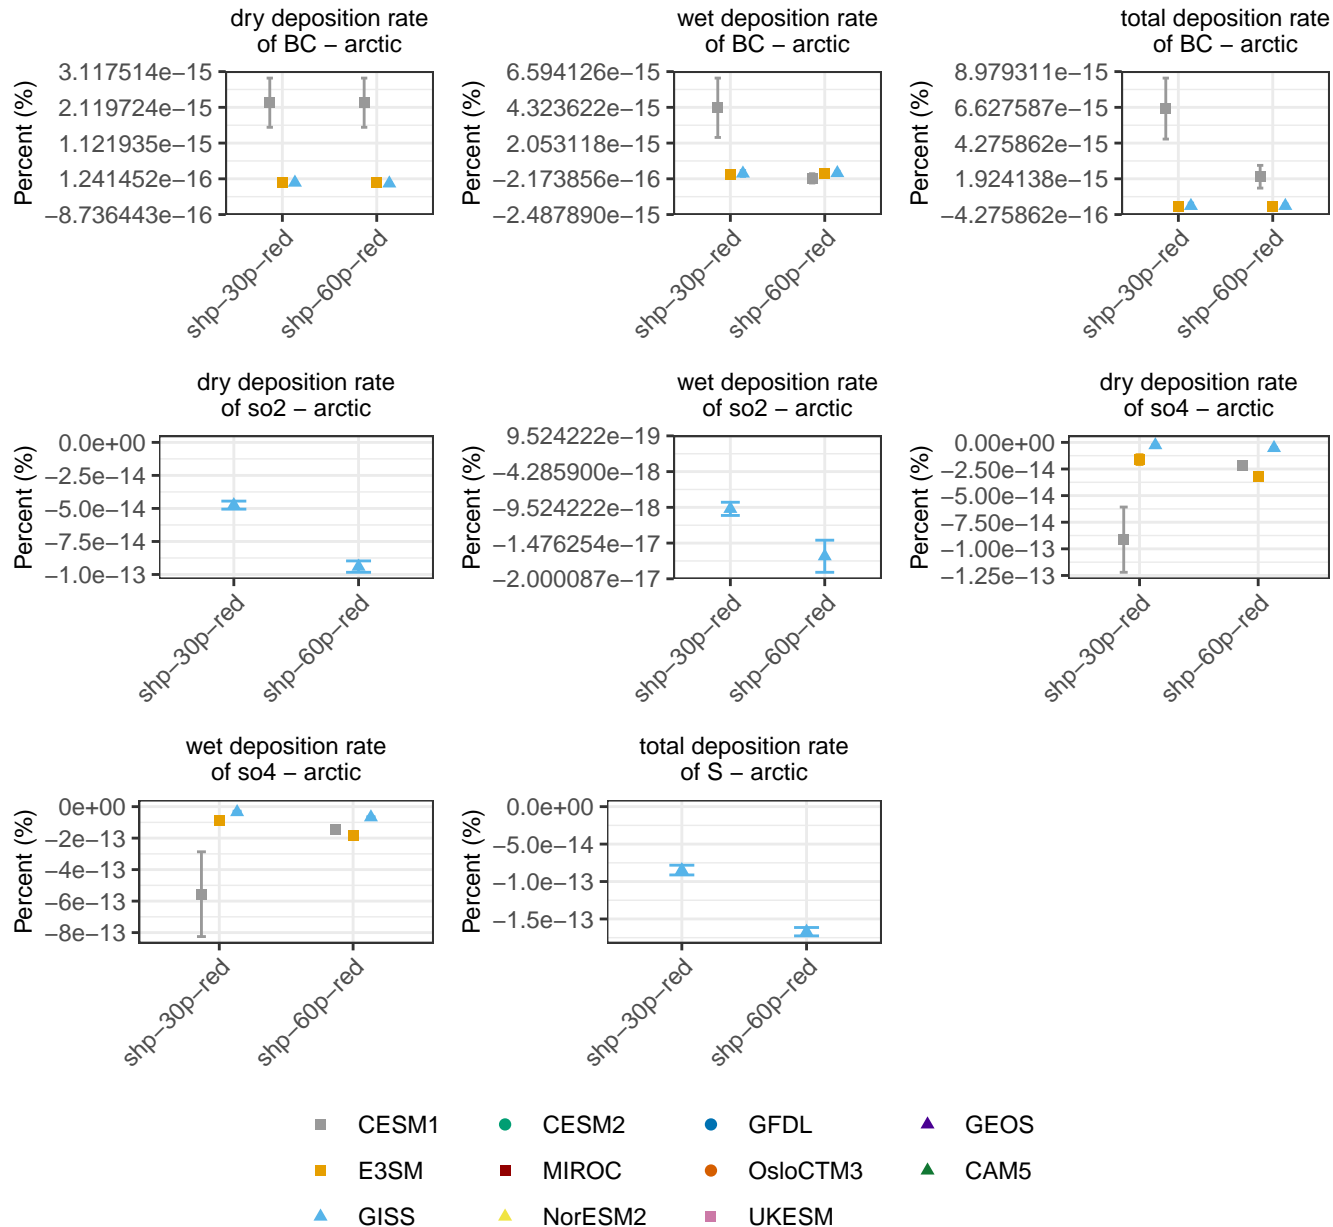 dry deposition rate
of BC − arctic
Percent (%)
3.117514e−15
2.119724e−15
1.121935e−15
1.241452e−16
−8.736443e−16
shp−30p−red
shp−60p−red
wet deposition rate
of BC − arctic
Percent (%)
6.594126e−15
4.323622e−15
2.053118e−15
−2.173856e−16
−2.487890e−15
shp−30p−red
shp−60p−red
total deposition rate
of BC − arctic
Percent (%)
8.979311e−15
6.627587e−15
4.275862e−15
1.924138e−15
−4.275862e−16
shp−30p−red
shp−60p−red
dry deposition rate
of so2 − arctic
Percent (%)
0.0e+00
−2.5e−14
−5.0e−14
−7.5e−14
−1.0e−13
shp−30p−red
shp−60p−red
wet deposition rate
of so2 − arctic
Percent (%)
9.524222e−19
−4.285900e−18
−9.524222e−18
−1.476254e−17
−2.000087e−17
shp−30p−red
shp−60p−red
dry deposition rate
of so4 − arctic
Percent (%)
0.00e+00
−2.50e−14
−5.00e−14
−7.50e−14
−1.00e−13
−1.25e−13
shp−30p−red
shp−60p−red
wet deposition rate
of so4 − arctic
Percent (%)
0e+00
−2e−13
−4e−13
−6e−13
−8e−13
shp−30p−red
shp−60p−red
total deposition rate
of S − arctic
Percent (%)
0.0e+00
−5.0e−14
−1.0e−13
−1.5e−13
shp−30p−red
shp−60p−red
CESM1
CESM2
GFDL
GEOS
E3SM
MIROC
OsloCTM3
CAM5
GISS
NorESM2
UKESM